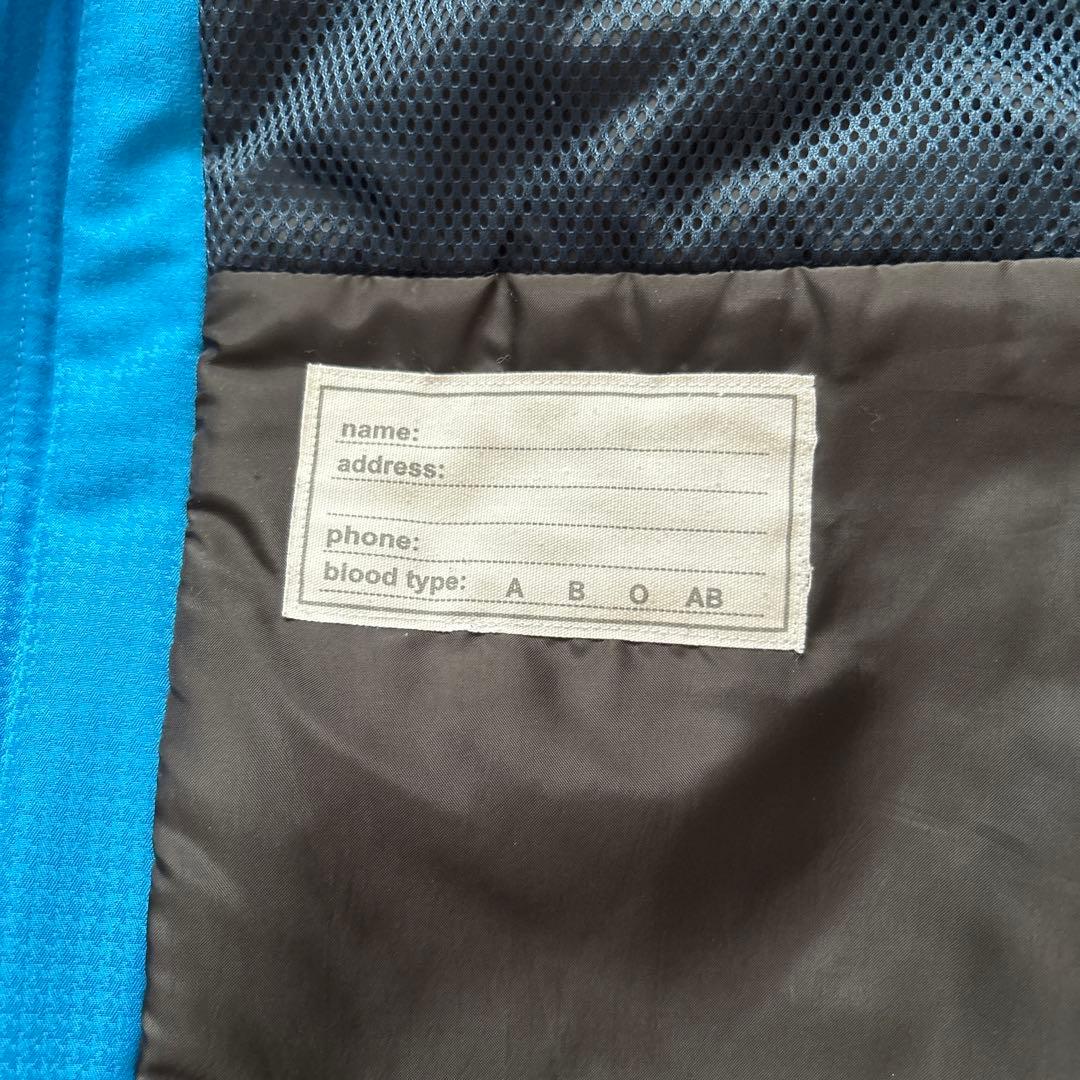 name:
address:
phone:
blood type: A B O AB